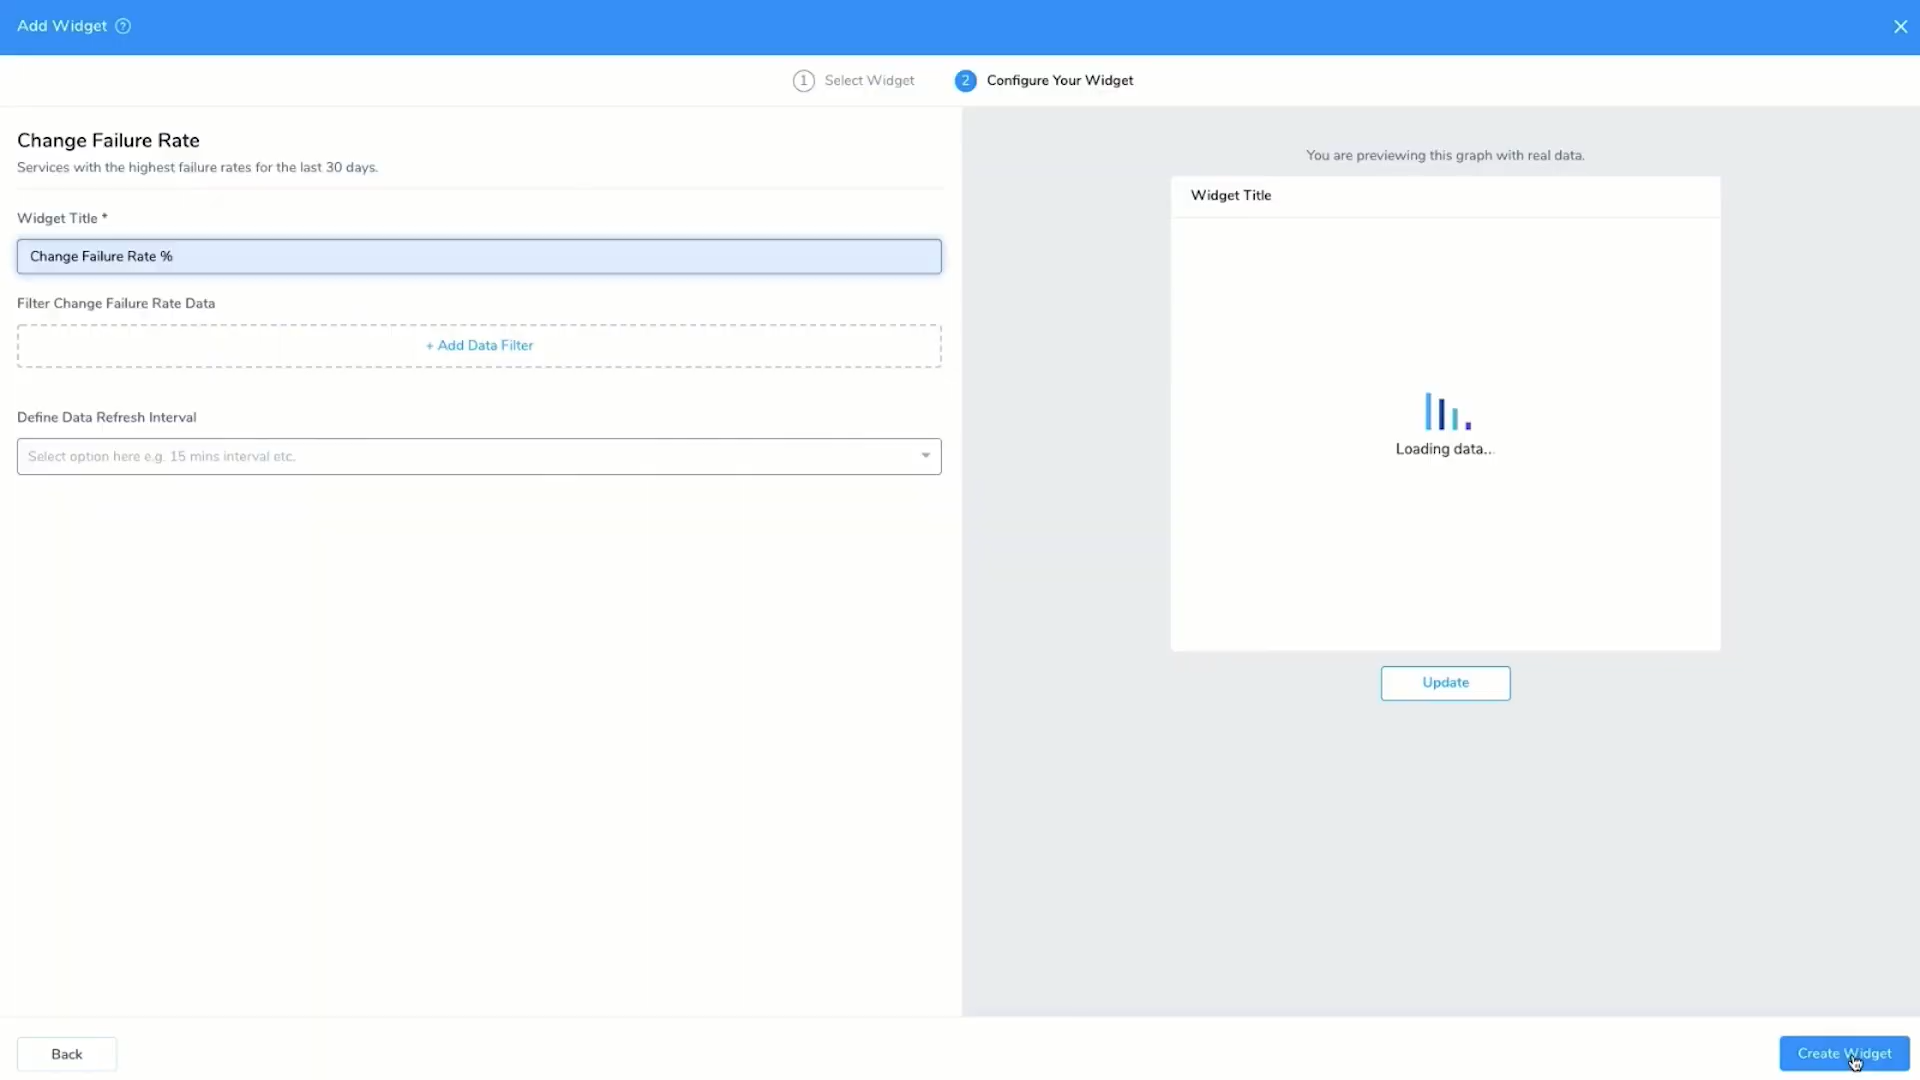 Add Widget ?
1 Select Widget
2 Configure Your Widget
Change Failure Rate
Services with the highest failure rates for the last 30 days.
Widget Title *
Change Failure Rate %
Filter Change Failure Rate Data
+ Add Data Filter
Define Data Refresh Interval
Select option here e.g. 15 mins interval etc.
You are previewing this graph with real data.
Widget Title
Loading data...
Update
Back
Create Widget